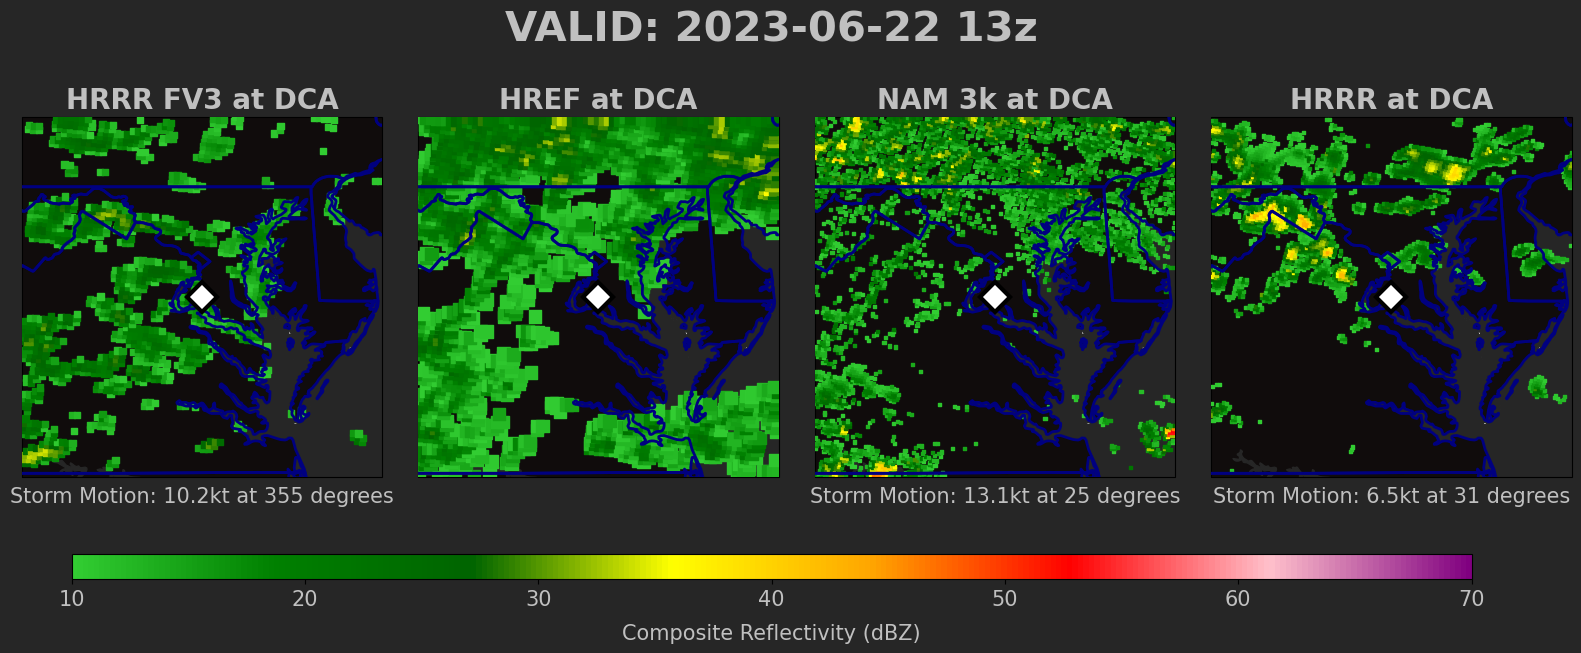 VALID: 2023-06-22 13z
HRRR FV3 at DCA
HREF at DCA
NAM 3k at DCA
HRRR at DCA
Storm Motion: 10.2kt at 355 degrees
Storm Motion: 13.1kt at 25 degrees
Storm Motion: 6.5kt at 31 degrees
10 20 30 40 50 60 70
Composite Reflectivity (dBZ)